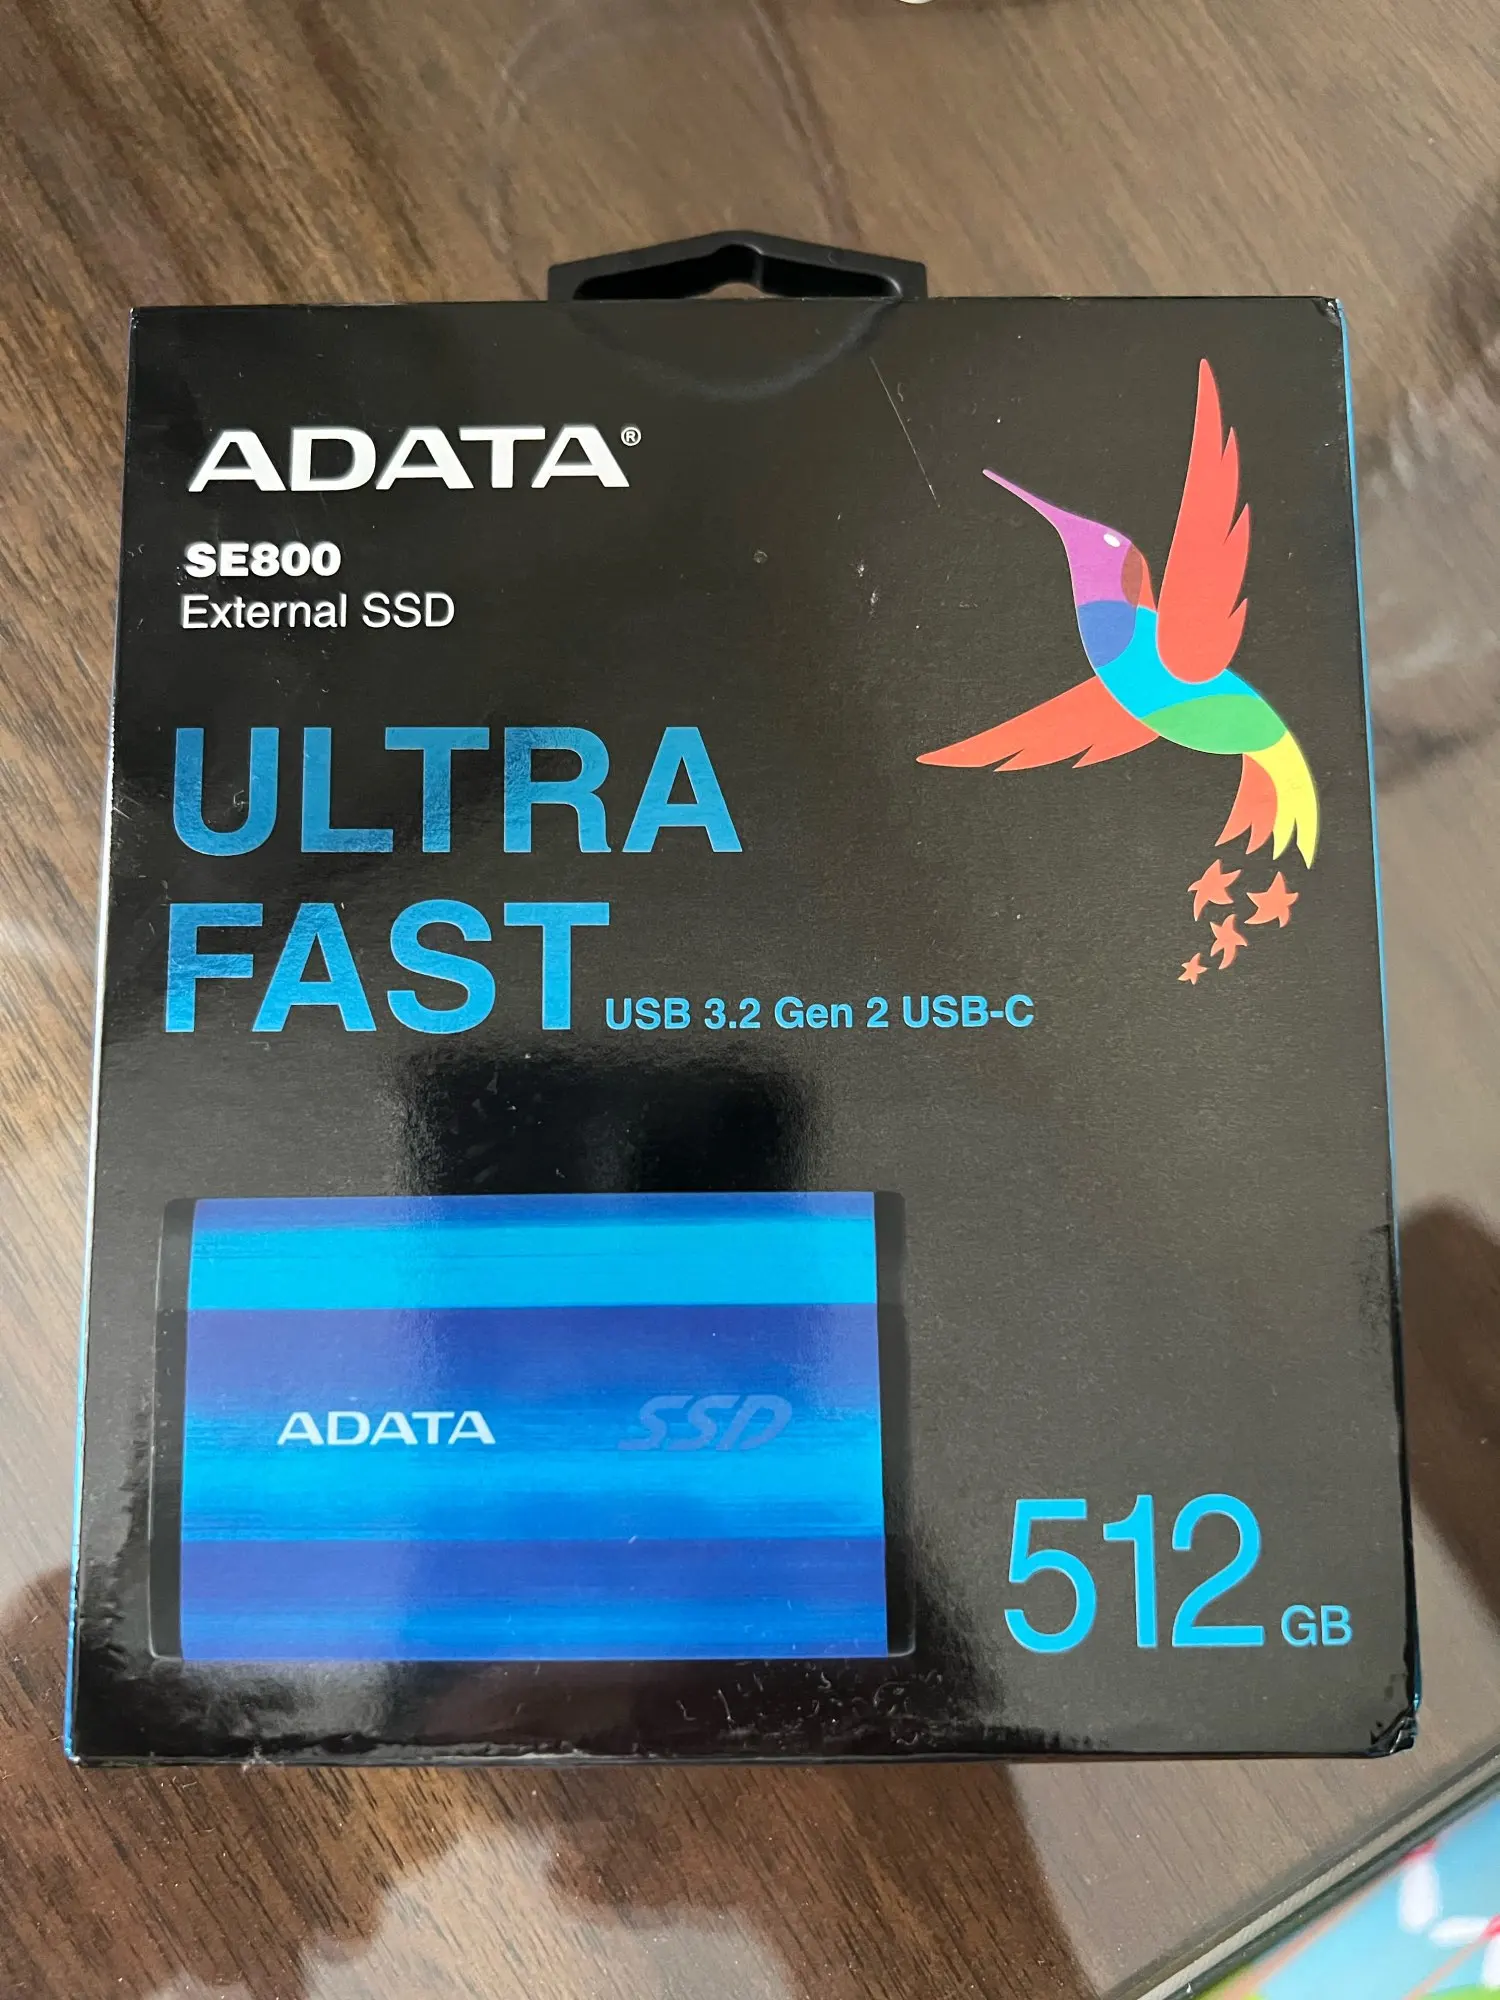 ADATA®
SE800
External SSD
ULTRA
FAST USB 3.2 Gen 2 USB-C
ADATA SSD
512 GB